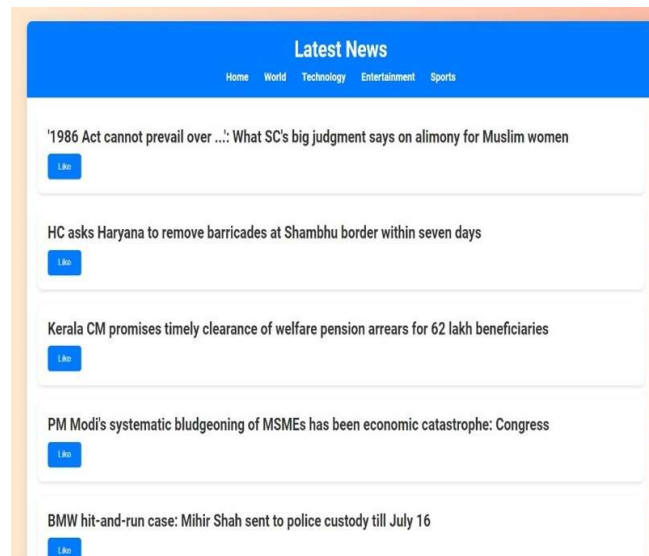 Latest News
Home World Technology Entertainment Sports
'1986 Act cannot prevail over ...': What SC's big judgment says on alimony for Muslim women
Like
HC asks Haryana to remove barricades at Shambhu border within seven days
Like
Kerala CM promises timely clearance of welfare pension arrears for 62 lakh beneficiaries
Like
PM Modi's systematic bludgeoning of MSMEs has been economic catastrophe: Congress
Like
BMW hit-and-run case: Mihir Shah sent to police custody till July 16
Like